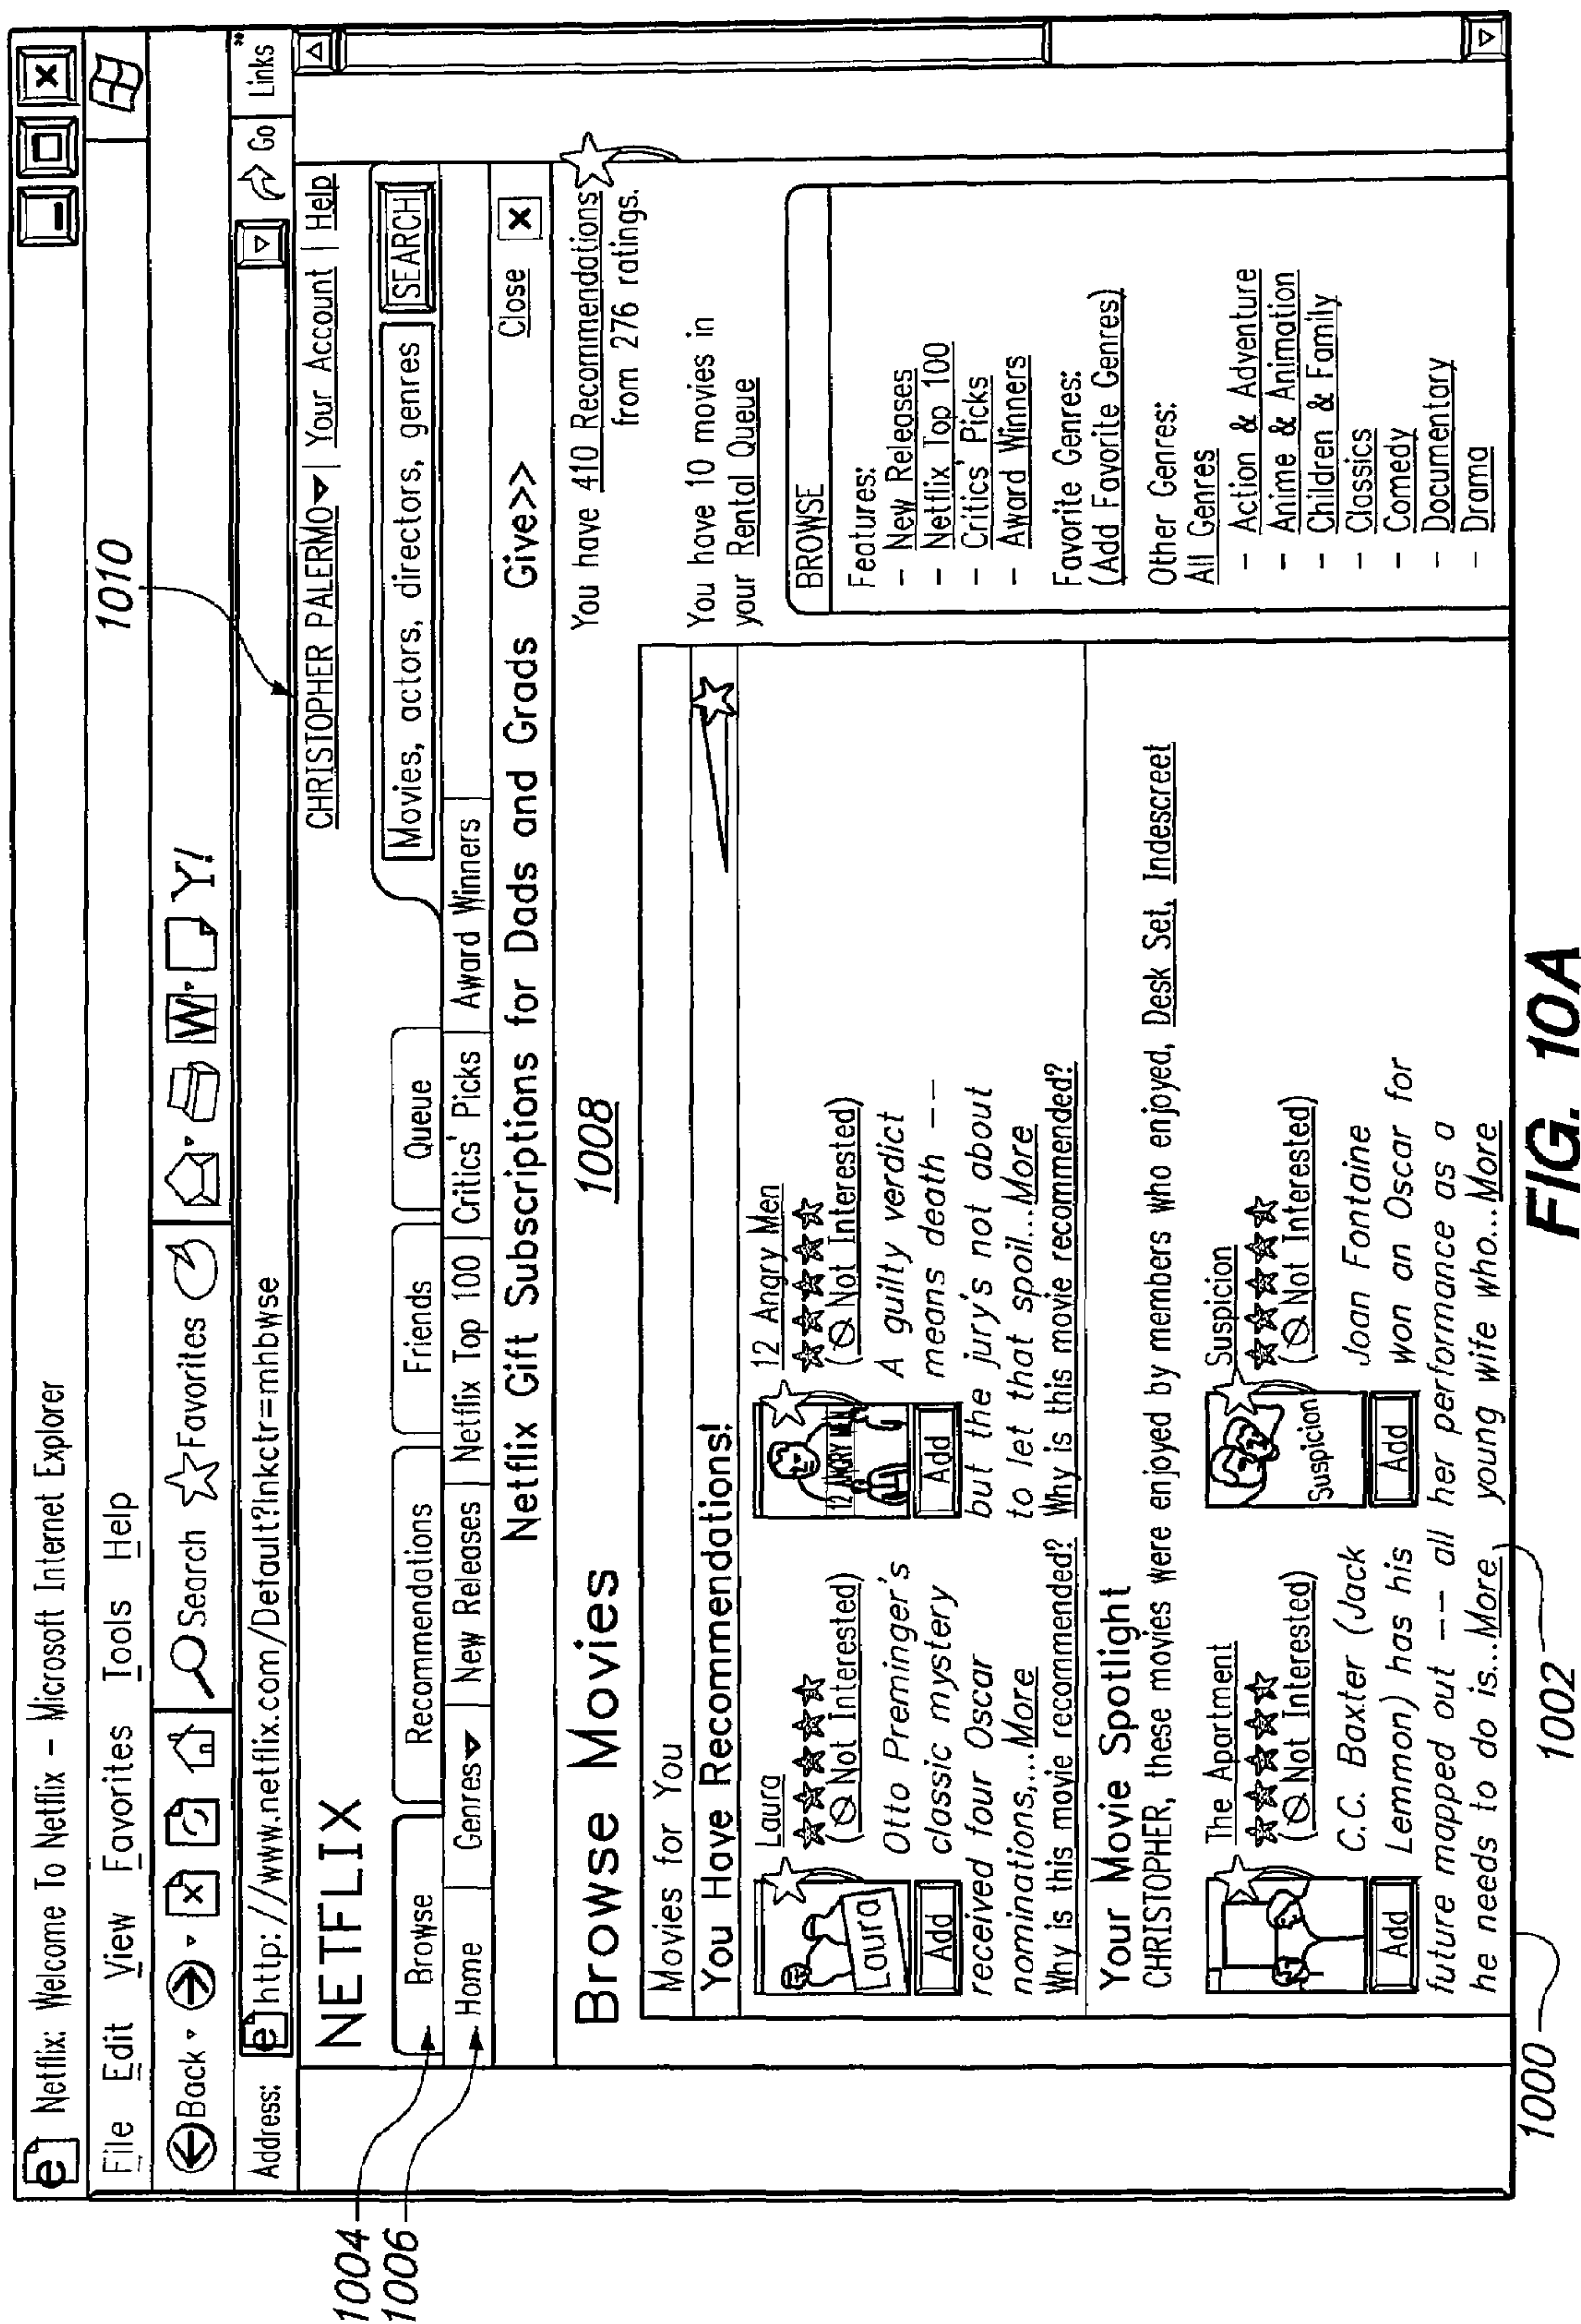 Netflix: Welcome To Netflix – Microsoft Internet Explorer
File Edit View Favorites Tools Help
Back Search Favorites W Y!
Address: http://www.netflix.com/Default?lnkctr=mhbwse Go Links »
1010
NETFLIX CHRISTOPHER PALERMO | Your Account | Help
1004 Browse Recommendations Friends Queue Movies, actors, directors, genres SEARCH
1006 Home Genres New Releases Netflix Top 100 Critics' Picks Award Winners
Netflix Gift Subscriptions for Dads and Grads Give>> Close
Browse Movies 1008
You have 410 Recommendations
from 276 ratings.
Movies for You
You Have Recommendations!
Laura
(Not Interested)
Otto Preminger's
classic mystery
Laura
Add
received four Oscar
nominations,...More
Why is this movie recommended?
12 Angry Men
(Not Interested)
A guilty verdict
means death --
12 ANGRY MEN
Add
but the jury's not about
to let that spoil...More
Why is this movie recommended?
Your Movie Spotlight
CHRISTOPHER, these movies were enjoyed by members who enjoyed, Desk Set, Indescreet
The Apartment
(Not Interested)
C.C. Baxter (Jack
Lemmon) has his
Add
future mapped out -- all
he needs to do is...More
Suspicion
(Not Interested)
Joan Fontaine
won an Oscar for
Suspicion
Add
her performance as a
young wife who...More
You have 10 movies in
your Rental Queue
BROWSE
Features:
- New Releases
- Netflix Top 100
- Critics' Picks
- Award Winners
Favorite Genres:
(Add Favorite Genres)
Other Genres:
All Genres
- Action & Adventure
- Anime & Animation
- Children & Family
- Classics
- Comedy
- Documentary
- Drama
1000
1002
FIG. 10A